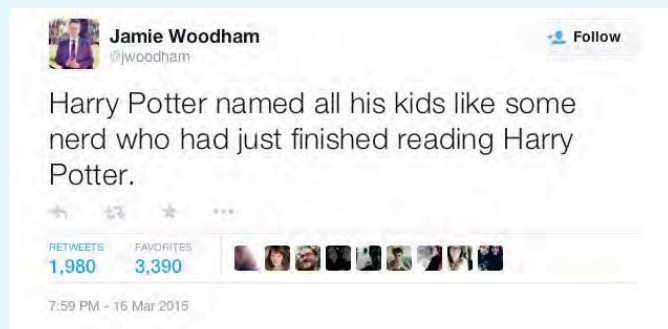 Jamie Woodham
@jwoodham
Follow
Harry Potter named all his kids like some
nerd who had just finished reading Harry
Potter.
RETWEETS FAVORITES
1,980 3,390
7:59 PM - 16 Mar 2015